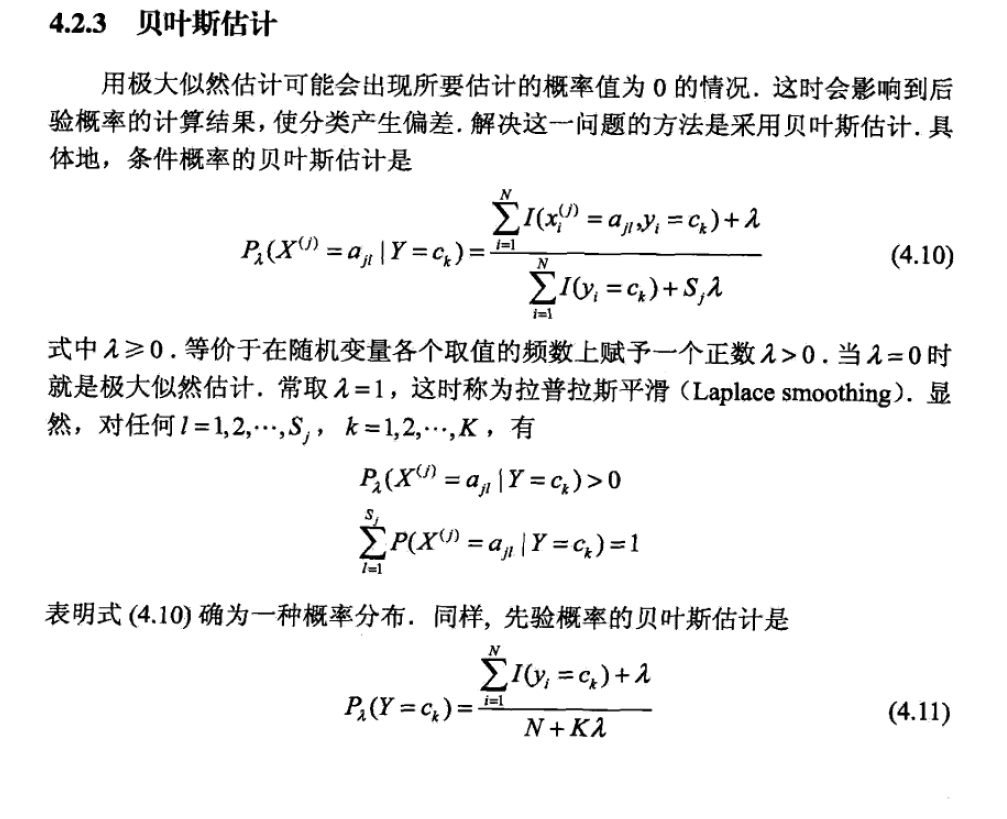 4.2.3 贝叶斯估计
用极大似然估计可能会出现所要估计的概率值为 0 的情况. 这时会影响到后
验概率的计算结果, 使分类产生偏差. 解决这一问题的方法是采用贝叶斯估计. 具
体地, 条件概率的贝叶斯估计是
$P_\lambda(X^{(j)} = a_{jl} | Y = c_k) = \frac{\sum_{i=1}^{N} I(x_i^{(j)} = a_{jl}, y_i = c_k) + \lambda}{\sum_{i=1}^{N} I(y_i = c_k) + S_j \lambda}$ (4.10)
式中 λ ≥ 0. 等价于在随机变量各个取值的频数上赋予一个正数 λ > 0. 当 λ = 0 时
就是极大似然估计. 常取 λ = 1, 这时称为拉普拉斯平滑 (Laplace smoothing). 显
然, 对任何 $l = 1,2,\cdots,S_j$, $k = 1,2,\cdots,K$, 有
$P_\lambda(X^{(j)} = a_{jl} | Y = c_k) > 0$
$\sum_{l=1}^{S_j} P(X^{(j)} = a_{jl} | Y = c_k) = 1$
表明式 (4.10) 确为一种概率分布. 同样, 先验概率的贝叶斯估计是
$P_\lambda(Y = c_k) = \frac{\sum_{i=1}^{N} I(y_i = c_k) + \lambda}{N + K\lambda}$ (4.11)